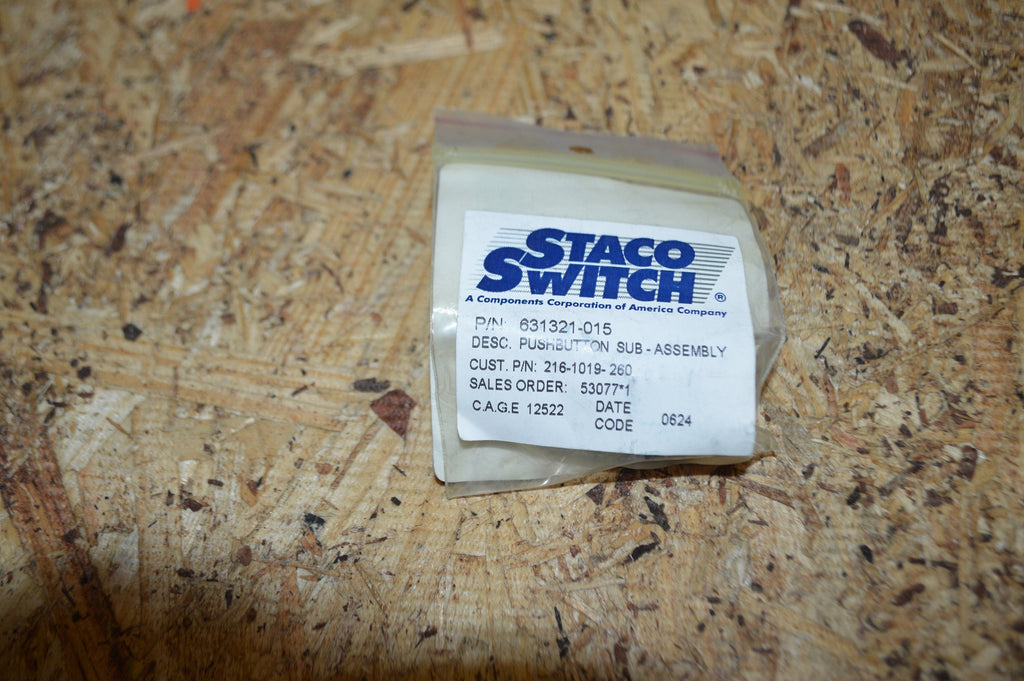 STACO
SWITCH ®
A Components Corporation of America Company
P/N: 631321-015
DESC. PUSHBUTTON SUB-ASSEMBLY
CUST. P/N: 216-1019-260
SALES ORDER: 53077*1
C.A.G.E 12522 DATE CODE 0624